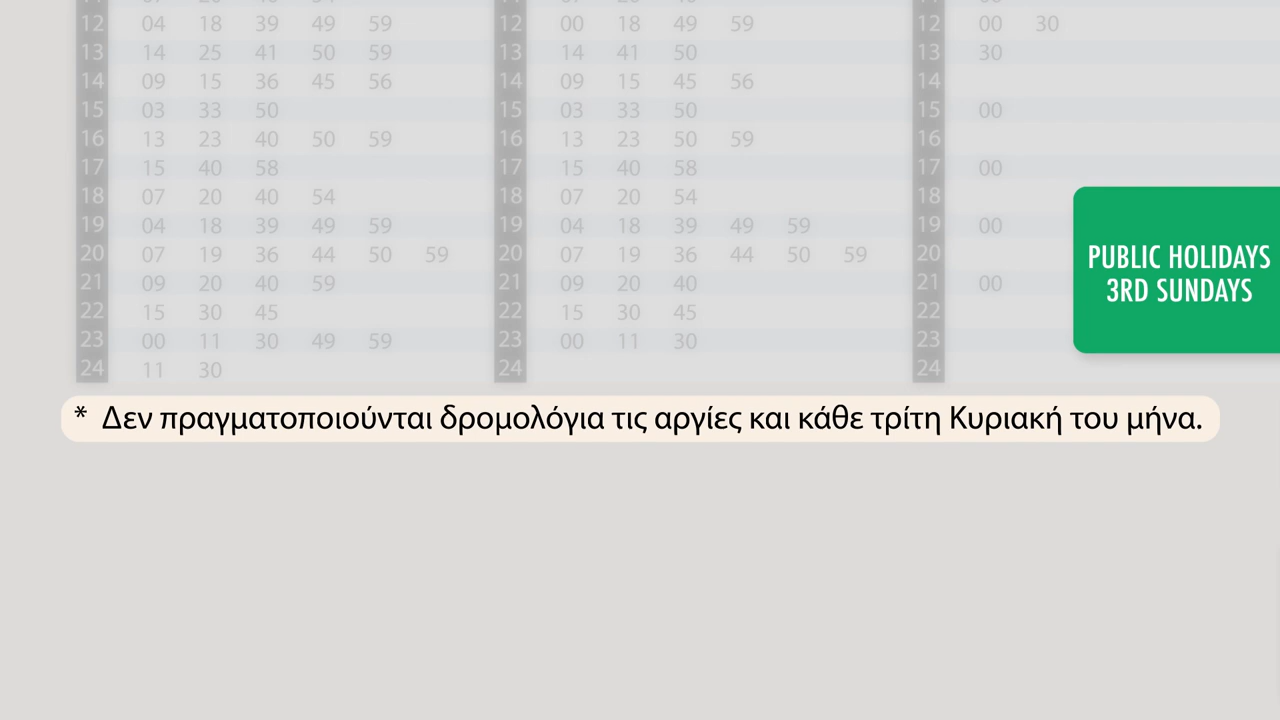 12 04 18 39 49 59 12 00 18 49 59 12 00 30
13 14 25 41 50 59 13 14 41 50 13 30
14 09 15 36 45 56 14 09 15 45 56 14
15 03 33 50 15 03 33 50 15 00
16 13 23 40 50 59 16 13 23 50 59 16
17 15 40 58 17 15 40 58 17 00
18 07 20 40 54 18 07 20 54 18
19 04 18 39 49 59 19 04 18 39 49 59 19 00
20 07 19 36 44 50 59 20 07 19 36 44 50 59 20
21 09 20 40 59 21 09 20 40 21 00
22 15 30 45 22 15 30 45 22
23 00 11 30 49 59 23 00 11 30 23
24 11 30 24 24
PUBLIC HOLIDAYS
3RD SUNDAYS
* Δεν πραγματοποιούνται δρομολόγια τις αργίες και κάθε τρίτη Κυριακή του μήνα.